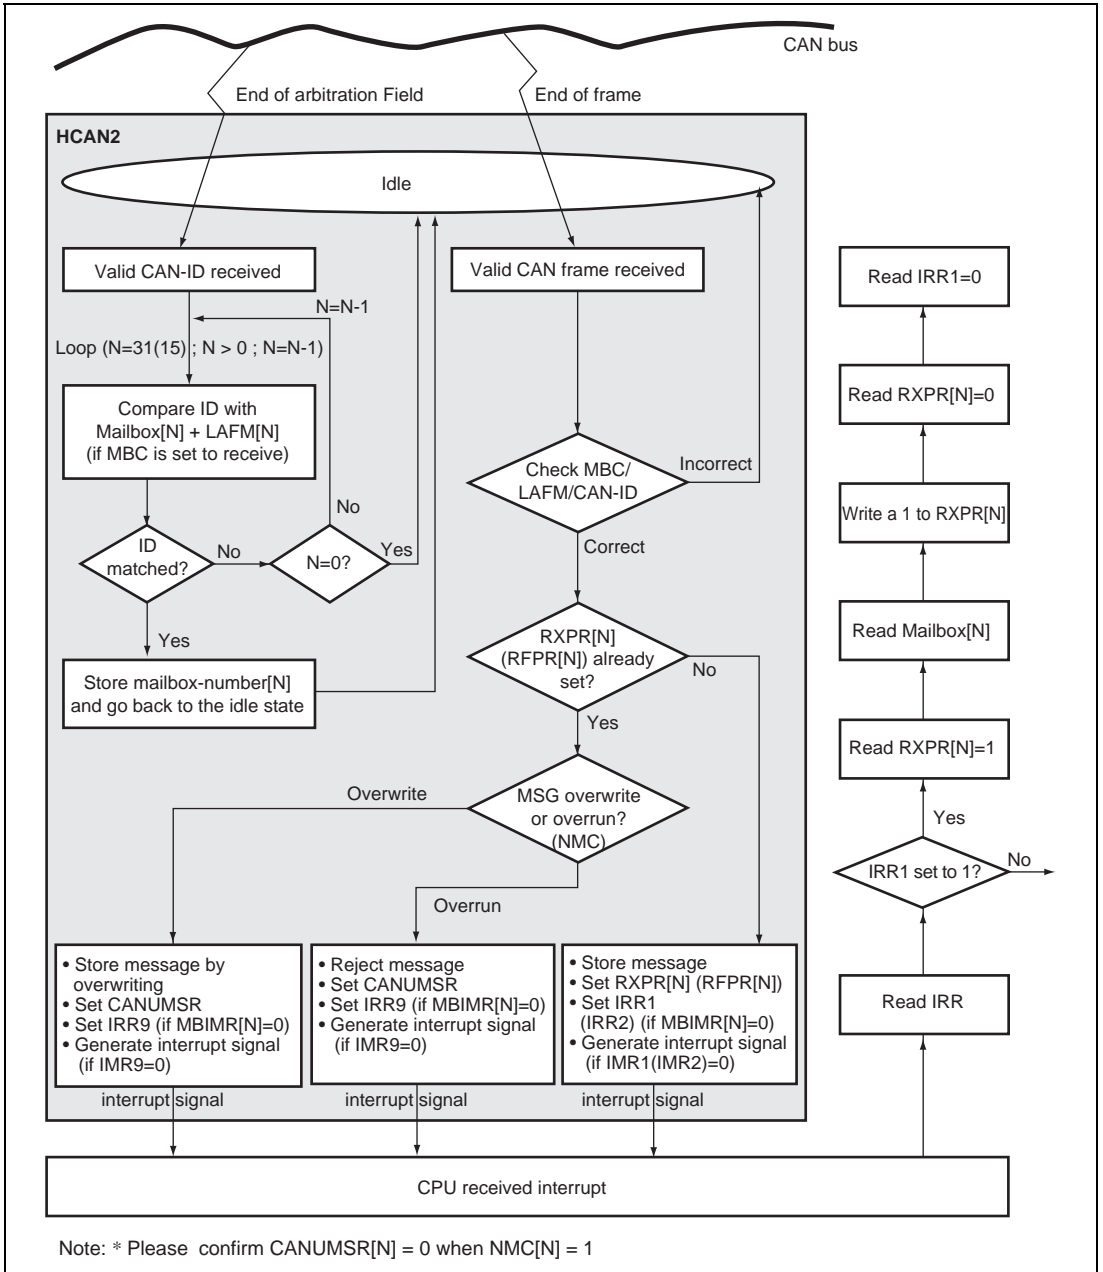 CAN bus
End of arbitration Field
End of frame
HCAN2
Idle
Valid CAN-ID received
Valid CAN frame received
Read IRR1=0
N=N-1
Loop (N=31(15) ; N > 0 ; N=N-1)
Compare ID with
Mailbox[N] + LAFM[N]
(if MBC is set to receive)
Read RXPR[N]=0
Check MBC/
LAFM/CAN-ID
Incorrect
Write a 1 to RXPR[N]
No
ID
matched?
No
N=0?
Yes
Correct
Yes
RXPR[N]
(RFPR[N]) already
set?
No
Read Mailbox[N]
Store mailbox-number[N]
and go back to the idle state
Yes
Read RXPR[N]=1
Overwrite
MSG overwrite
or overrun?
(NMC)
Yes
IRR1 set to 1?
No
Overrun
• Store message by
overwriting
• Set CANUMSR
• Set IRR9 (if MBIMR[N]=0)
• Generate interrupt signal
(if IMR9=0)
• Reject message
• Set CANUMSR
• Set IRR9 (if MBIMR[N]=0)
• Generate interrupt signal
(if IMR9=0)
• Store message
• Set RXPR[N] (RFPR[N])
• Set IRR1
(IRR2) (if MBIMR[N]=0)
• Generate interrupt signal
(if IMR1(IMR2)=0)
Read IRR
interrupt signal
interrupt signal
interrupt signal
CPU received interrupt
Note: * Please confirm CANUMSR[N] = 0 when NMC[N] = 1